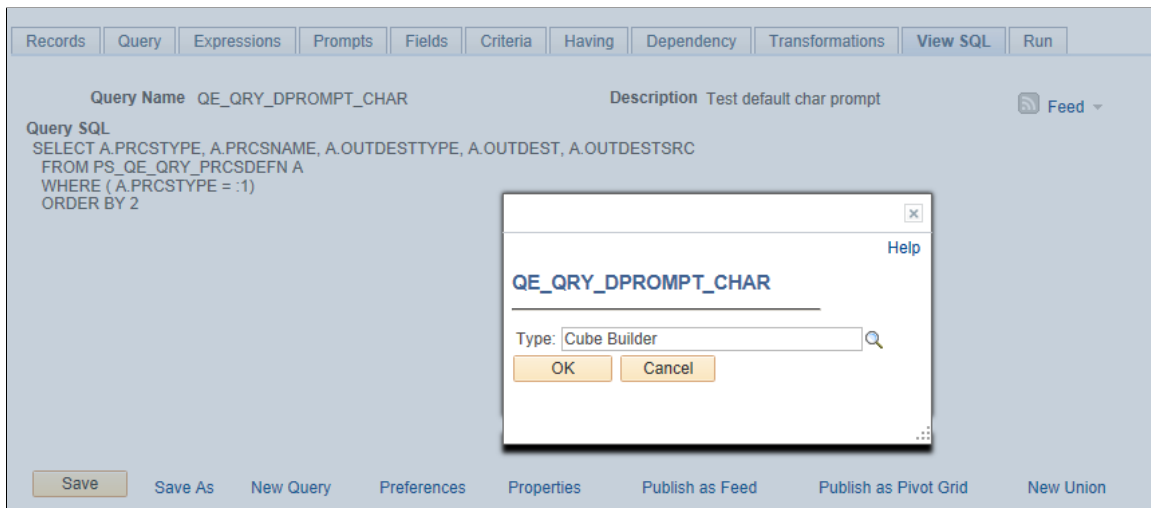 Records Query Expressions Prompts Fields Criteria Having Dependency Transformations View SQL Run
Query Name QE_QRY_DPROMPT_CHAR Description Test default char prompt Feed
Query SQL
SELECT A.PRCSTYPE, A.PRCSNAME, A.OUTDESTTYPE, A.OUTDEST, A.OUTDESTSRC
FROM PS_QE_QRY_PRCSDEFN A
WHERE ( A.PRCSTYPE = :1)
ORDER BY 2
Help
QE_QRY_DPROMPT_CHAR
Type: Cube Builder
OK Cancel
Save Save As New Query Preferences Properties Publish as Feed Publish as Pivot Grid New Union